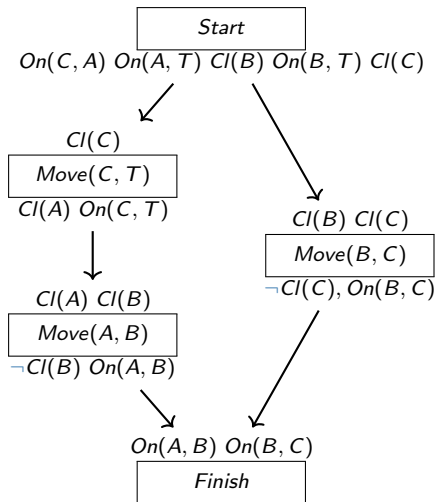 Start
On(C, A) On(A, T) Cl(B) On(B, T) Cl(C)
Cl(C)
Move(C, T)
Cl(A) On(C, T)
Cl(B) Cl(C)
Move(B, C)
¬Cl(C), On(B, C)
Cl(A) Cl(B)
Move(A, B)
¬Cl(B) On(A, B)
On(A, B) On(B, C)
Finish